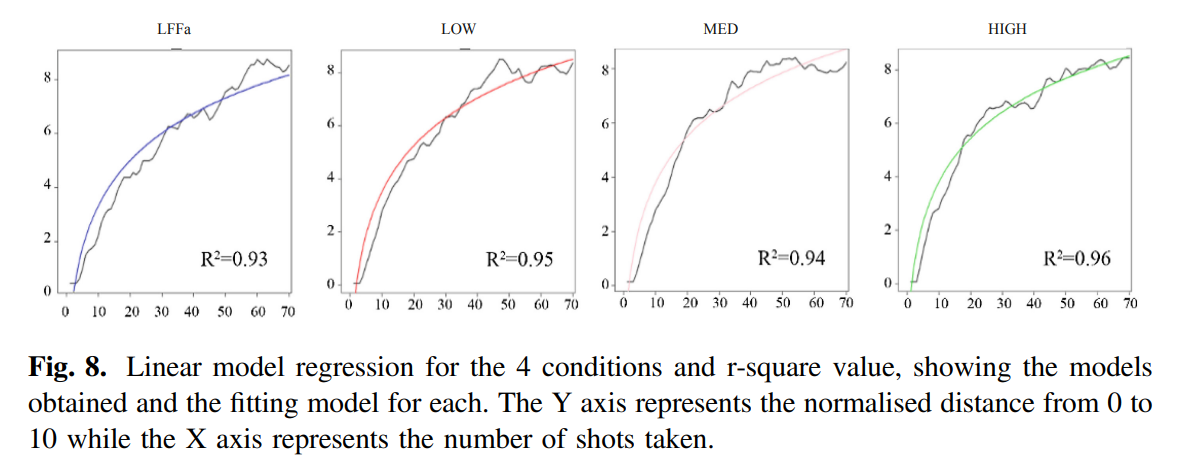 LFFa LOW MED HIGH
8 8 8 8
6 6 6 6
4 4 4 4
2 2 2 2
R²=0.93 R²=0.95 R²=0.94 R²=0.96
0 0 0 0
0 10 20 30 40 50 60 70 0 10 20 30 40 50 60 70 0 10 20 30 40 50 60 70 0 10 20 30 40 50 60 70
Fig. 8. Linear model regression for the 4 conditions and r-square value, showing the models
obtained and the fitting model for each. The Y axis represents the normalised distance from 0 to
10 while the X axis represents the number of shots taken.